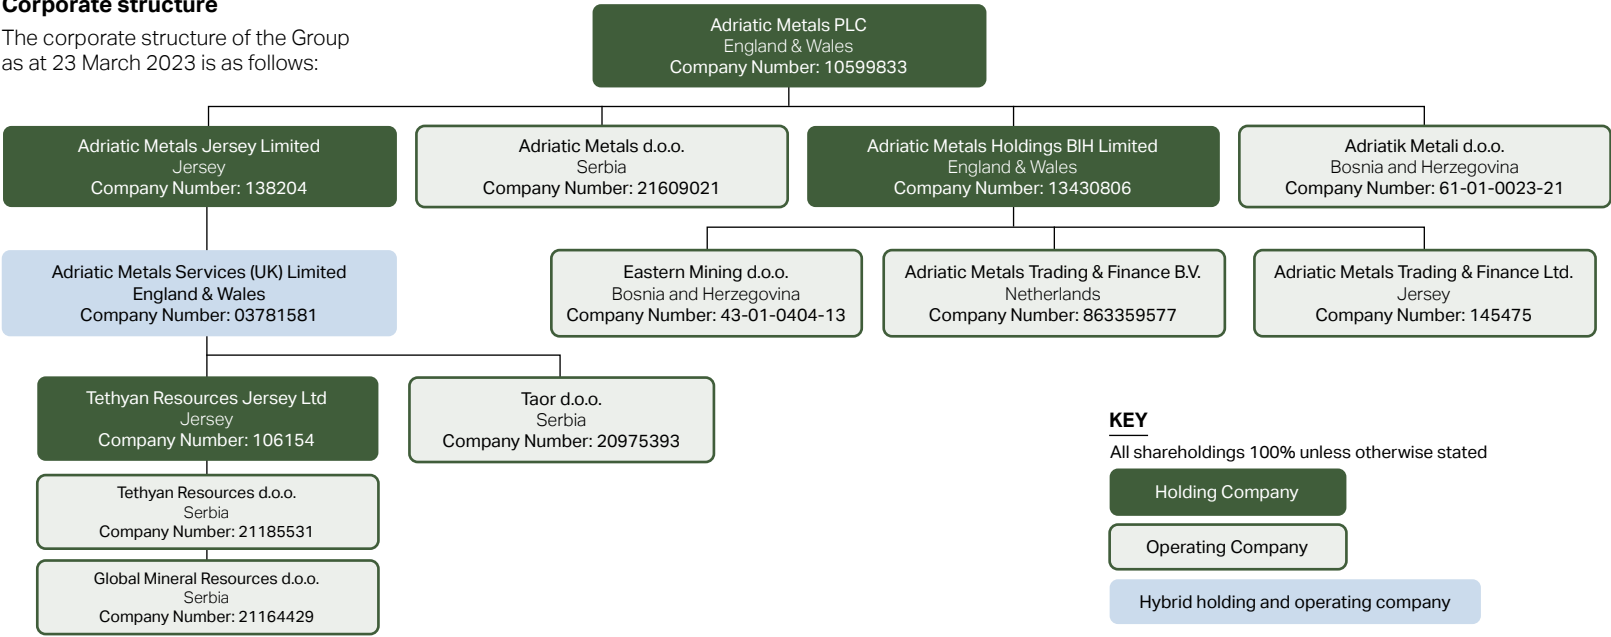 Corporate structure
The corporate structure of the Group
as at 23 March 2023 is as follows:
Adriatic Metals PLC
England & Wales
Company Number: 10599833
Adriatic Metals Jersey Limited
Jersey
Company Number: 138204
Adriatic Metals d.o.o.
Serbia
Company Number: 21609021
Adriatic Metals Holdings BIH Limited
England & Wales
Company Number: 13430806
Adriatik Metali d.o.o.
Bosnia and Herzegovina
Company Number: 61-01-0023-21
Adriatic Metals Services (UK) Limited
England & Wales
Company Number: 03781581
Eastern Mining d.o.o.
Bosnia and Herzegovina
Company Number: 43-01-0404-13
Adriatic Metals Trading & Finance B.V.
Netherlands
Company Number: 863359577
Adriatic Metals Trading & Finance Ltd.
Jersey
Company Number: 145475
Tethyan Resources Jersey Ltd
Jersey
Company Number: 106154
Taor d.o.o.
Serbia
Company Number: 20975393
Tethyan Resources d.o.o.
Serbia
Company Number: 21185531
Global Mineral Resources d.o.o.
Serbia
Company Number: 21164429
KEY
All shareholdings 100% unless otherwise stated
Holding Company
Operating Company
Hybrid holding and operating company